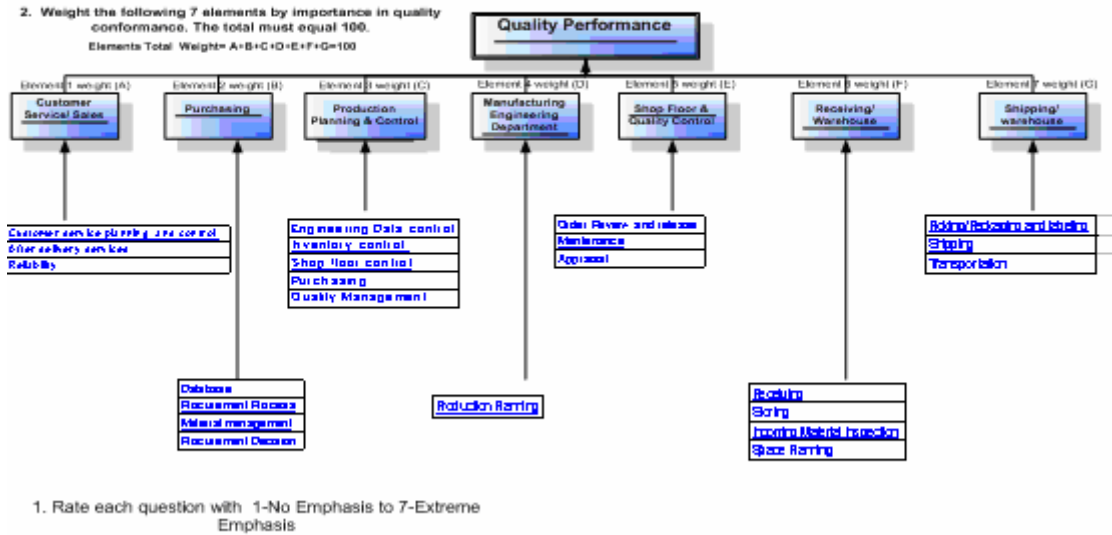 2. Weight the following 7 elements by importance in quality
conformance. The total must equal 100.
Elements Total Weight= A+B+C+D+E+F+G=100
Quality Performance
Element 1 weight (A)
Element 2 weight (B)
Element 3 weight (C)
Element 4 weight (D)
Element 5 weight (E)
Element 6 weight (F)
Element 7 weight (G)
Customer
Service/ Sales
Purchasing
Production
Planning & Control
Manufacturing
Engineering
Department
Shop Floor &
Quality Control
Receiving/
Warehouse
Shipping/
warehouse
Customer service planning and control
After delivery services
Reliability
Engineering Data control
Inventory control
Shop floor control
Purchasing
Quality Management
Order Review and release
Maintenance
Appraisal
Picking/Packaging and labeling
Shipping
Transportation
Database
Procurement Process
Material management
Procurement Decision
Production Planning
Receiving
Storing
Incoming Material Inspection
Space Planning
1. Rate each question with 1-No Emphasis to 7-Extreme
Emphasis